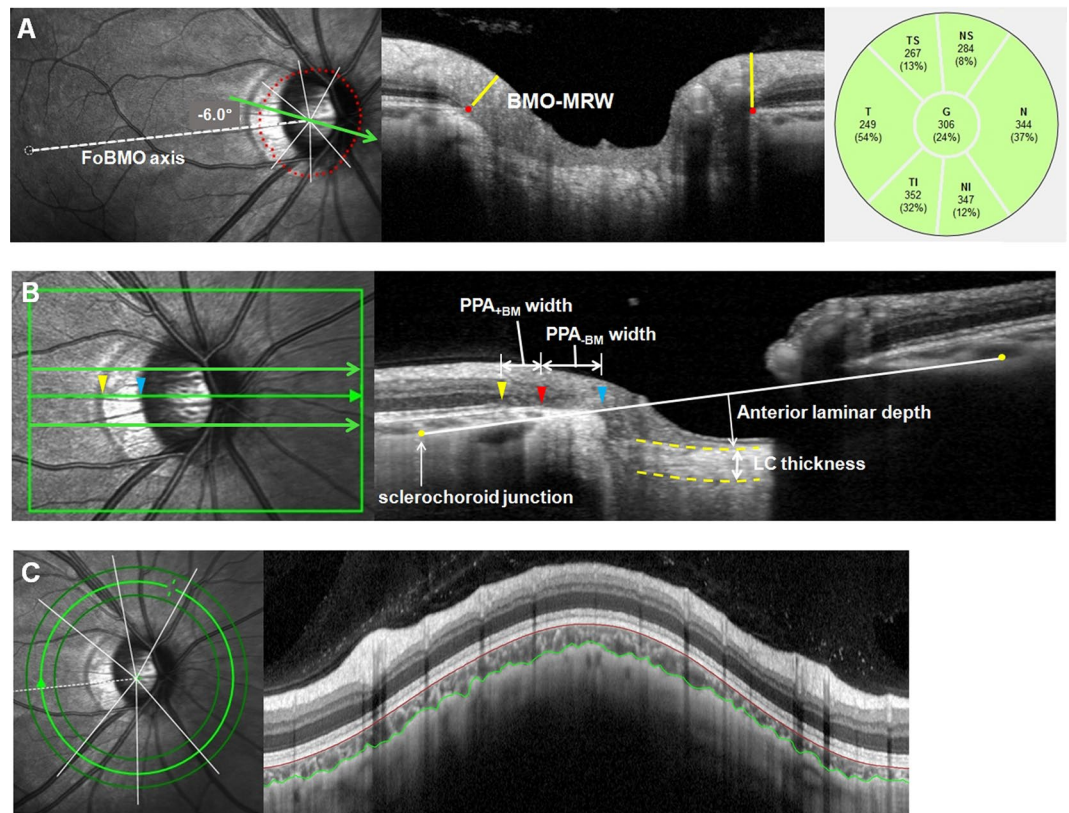 A
-6.0°
FoBMO axis
BMO-MRW
TS
267
(13%)
NS
284
(8%)
T
249
(54%)
G
306
(24%)
N
344
(37%)
TI
352
(32%)
NI
347
(12%)
B
PPA+BM width
PPA-BM width
Anterior laminar depth
LC thickness
sclerochoroid junction
C